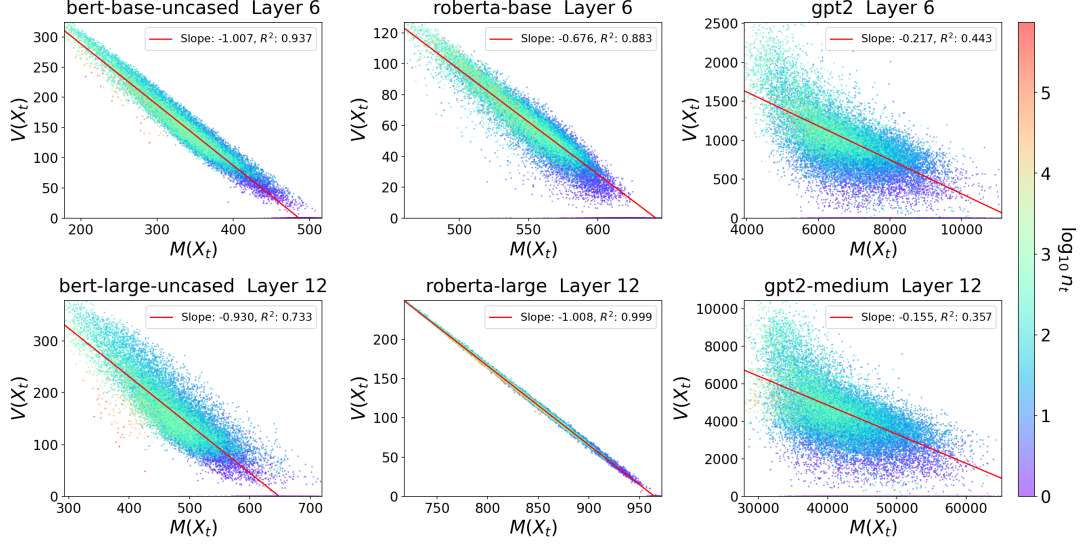 bert-base-uncased Layer 6
Slope: -1.007, R²: 0.937
V(Xₜ)
300
250
200
150
100
50
0
200 300 400 500
M(Xₜ)
roberta-base Layer 6
Slope: -0.676, R²: 0.883
V(Xₜ)
120
100
80
60
40
20
0
500 550 600
M(Xₜ)
gpt2 Layer 6
Slope: -0.217, R²: 0.443
V(Xₜ)
2500
2000
1500
1000
500
0
4000 6000 8000 10000
M(Xₜ)
bert-large-uncased Layer 12
Slope: -0.930, R²: 0.733
V(Xₜ)
300
200
100
0
300 400 500 600 700
M(Xₜ)
roberta-large Layer 12
Slope: -1.008, R²: 0.999
V(Xₜ)
200
150
100
50
0
750 800 850 900 950
M(Xₜ)
gpt2-medium Layer 12
Slope: -0.155, R²: 0.357
V(Xₜ)
10000
8000
6000
4000
2000
0
30000 40000 50000 60000
M(Xₜ)
5
4
3
2
1
0
log₁₀ nₜ